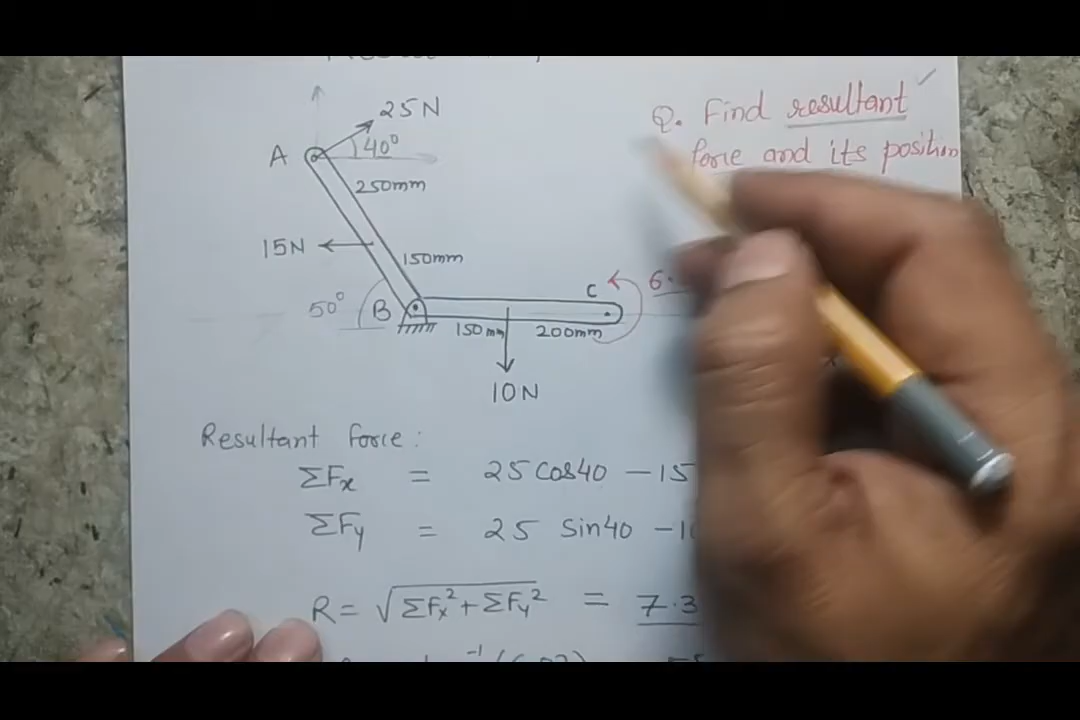 Q. Find resultant
force and its position
25N
A
40°
250mm
15N
150mm
50°
B
C
6.
150mm
200mm
10N
Resultant force:
ΣFx = 25 cos40 - 15
ΣFy = 25 Sin40 - 1
R = √ΣFx²+ΣFy² = 7.3